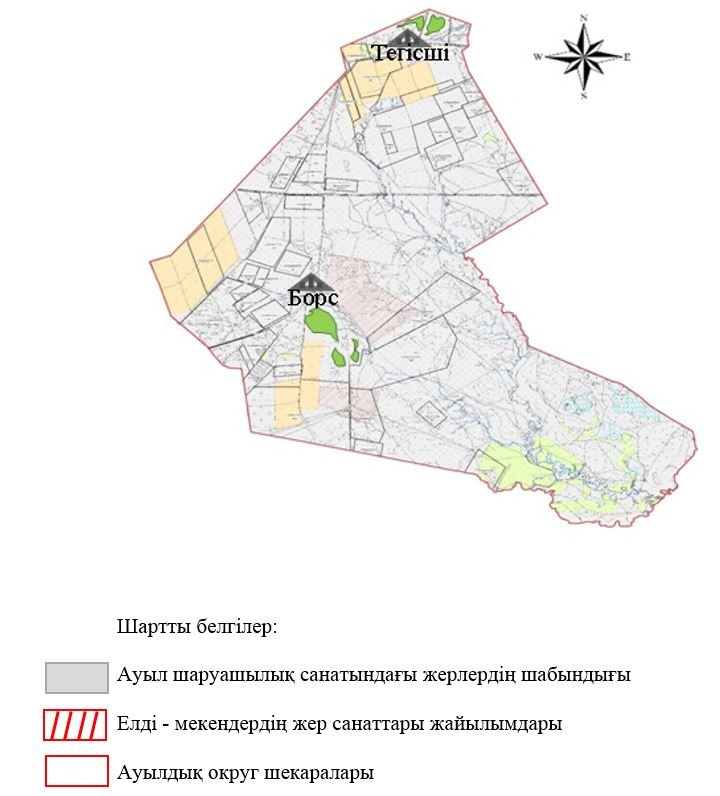 N
Тегісші
W E
S
Борс
Шартты белгілер:
Ауыл шаруашылық санатындағы жерлердің шабындығы
Елді - мекендердің жер санаттары жайылымдары
Ауылдық округ шекаралары